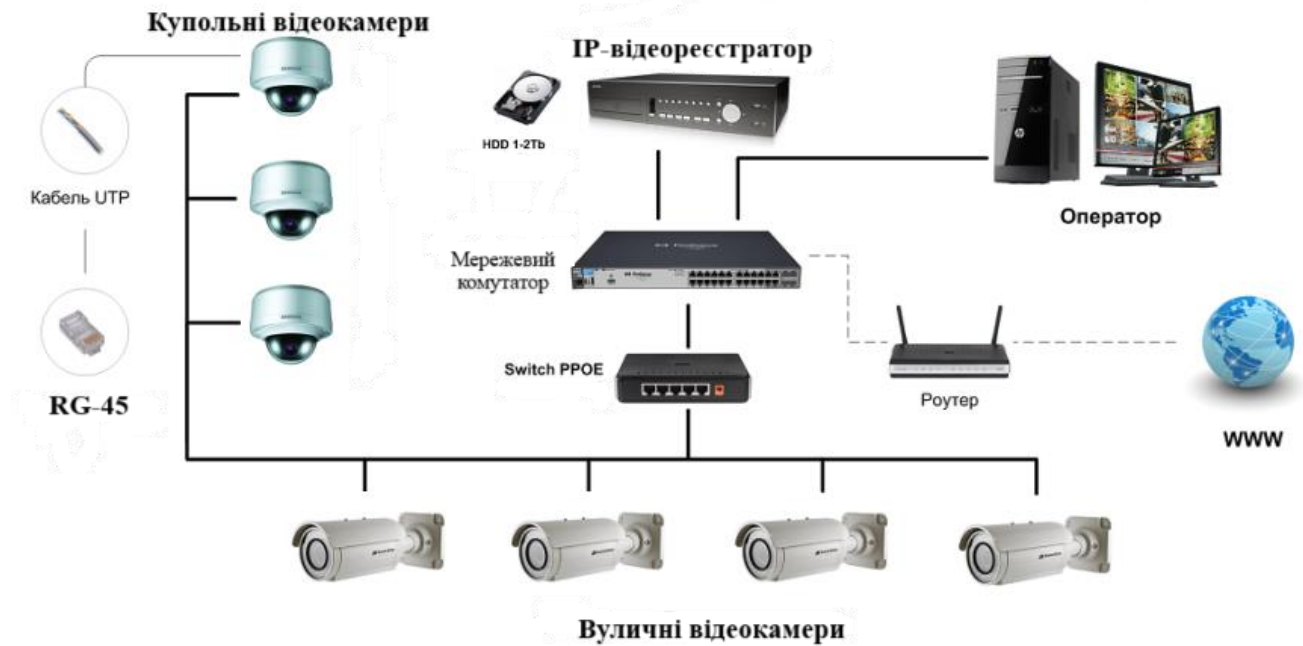 Купольні відеокамери
IP-відеореєстратор
HDD 1-2Tb
Кабель UTP
Оператор
Мережевий
комутатор
Switch PPOE
RG-45
Роутер
WWW
Вуличні відеокамери